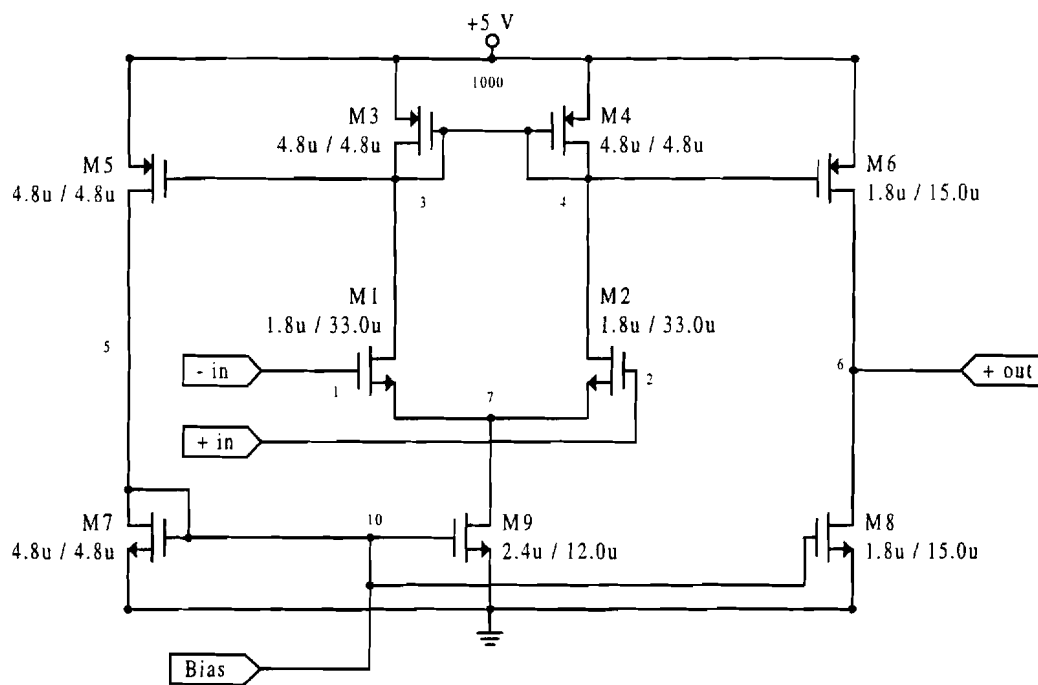 +5 V
1000
M3
4.8u / 4.8u
M4
4.8u / 4.8u
M5
4.8u / 4.8u
M6
1.8u / 15.0u
3
4
M1
1.8u / 33.0u
M2
1.8u / 33.0u
5
- in
1
7
2
6
+ out
+ in
M7
4.8u / 4.8u
10
M9
2.4u / 12.0u
M8
1.8u / 15.0u
Bias